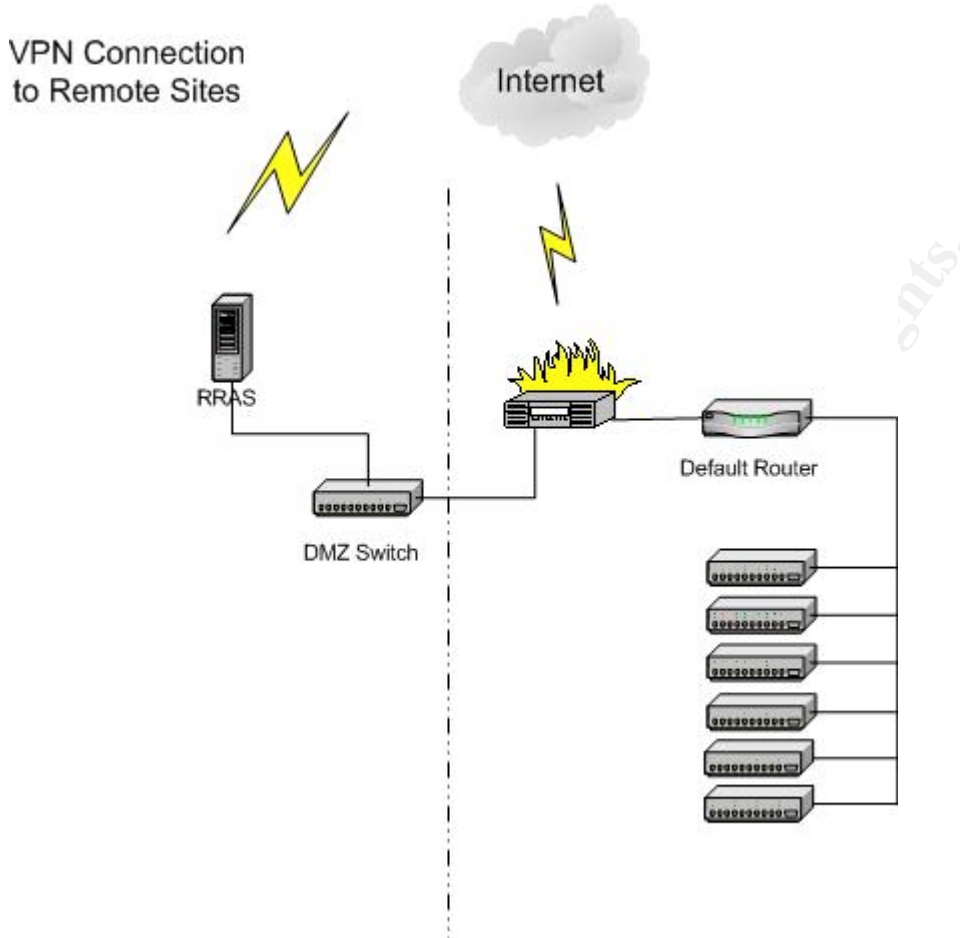 VPN Connection
to Remote Sites
Internet
RRAS
Default Router
DMZ Switch